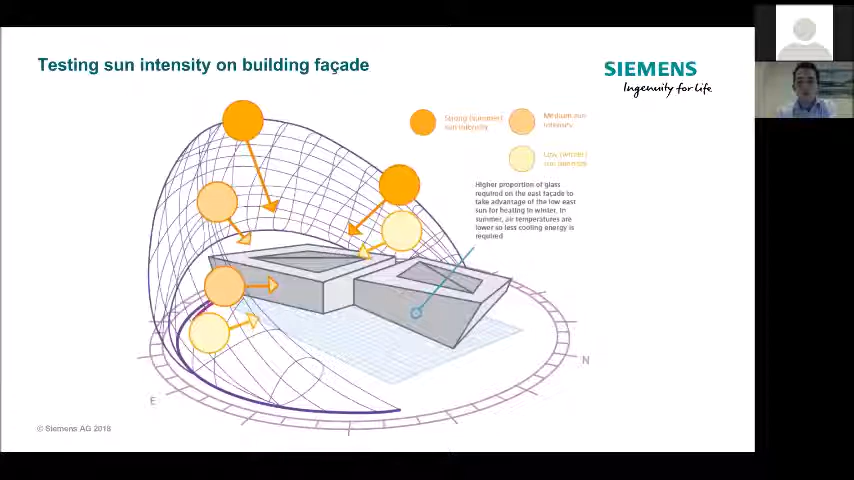 Testing sun intensity on building façade
SIEMENS
Ingenuity for life
Strong (summer)
sun intensity
Medium sun
intensity
Low (winter)
sun intensity
Higher proportion of glass
required on the east façade to
take advantage of the low east
sun for heating in winter. In
summer, air temperatures are
lower so less cooling energy is
required
N
E
© Siemens AG 2018